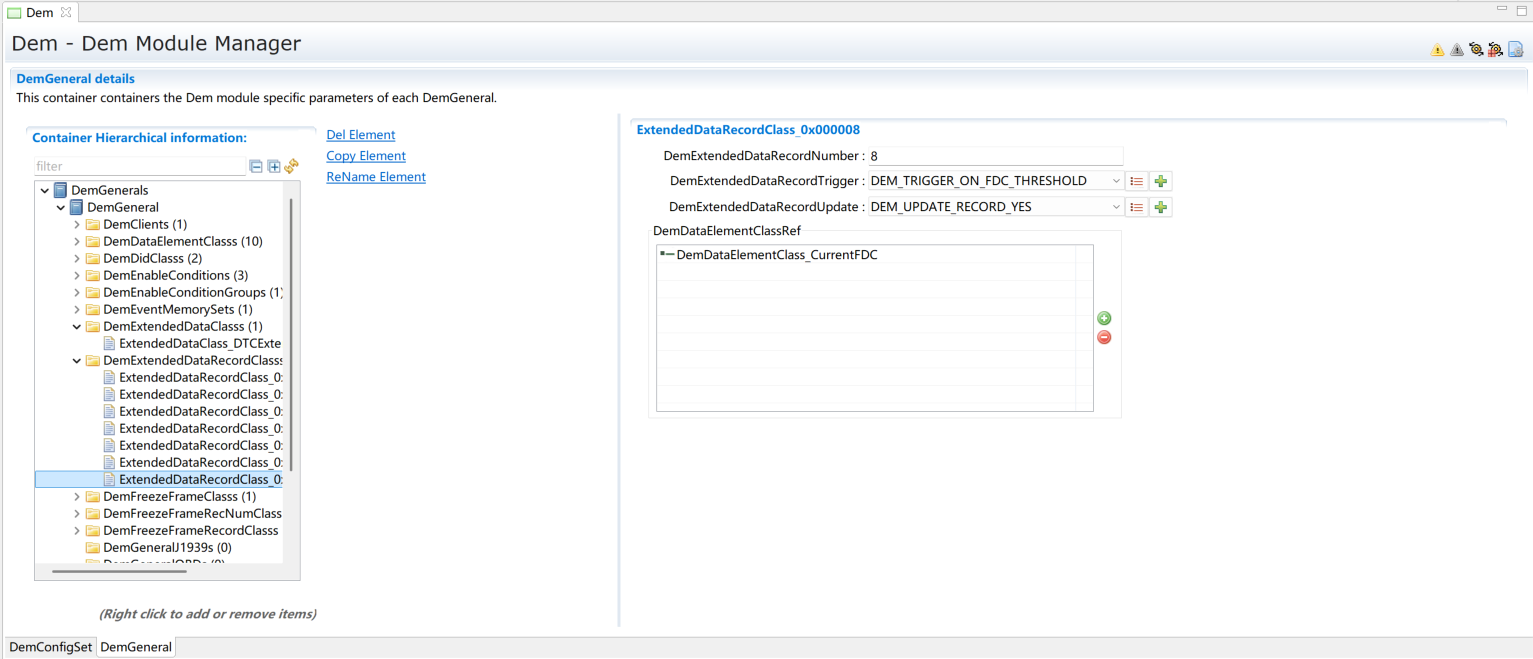 Dem
Dem - Dem Module Manager
DemGeneral details
This container containers the Dem module specific parameters of each DemGeneral.
Container Hierarchical information:
filter
DemGenerals
DemGeneral
DemClients (1)
DemDataElementClasss (10)
DemDidClasss (2)
DemEnableConditions (3)
DemEnableConditionGroups (1)
DemEventMemorySets (1)
DemExtendedDataClasss (1)
ExtendedDataClass_DTCExte
DemExtendedDataRecordClasss
ExtendedDataRecordClass_0
ExtendedDataRecordClass_0
ExtendedDataRecordClass_0
ExtendedDataRecordClass_0
ExtendedDataRecordClass_0
ExtendedDataRecordClass_0
ExtendedDataRecordClass_0
DemFreezeFrameClasss (1)
DemFreezeFrameRecNumClass
DemFreezeFrameRecordClasss
DemGeneralJ1939s (0)
DemGeneralOBDs (0)
(Right click to add or remove items)
Del Element
Copy Element
ReName Element
ExtendedDataRecordClass_0x000008
DemExtendedDataRecordNumber : 8
DemExtendedDataRecordTrigger : DEM_TRIGGER_ON_FDC_THRESHOLD
DemExtendedDataRecordUpdate : DEM_UPDATE_RECORD_YES
DemDataElementClassRef
DemDataElementClass_CurrentFDC
DemConfigSet DemGeneral